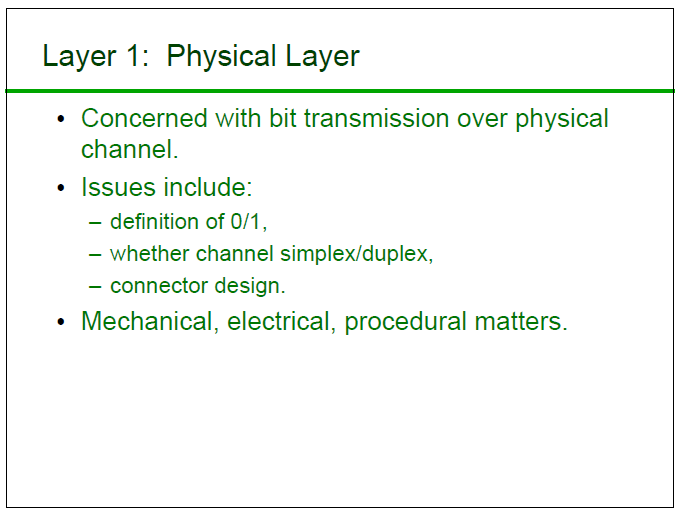 Layer 1: Physical Layer
• Concerned with bit transmission over physical
channel.
• Issues include:
– definition of 0/1,
– whether channel simplex/duplex,
– connector design.
• Mechanical, electrical, procedural matters.